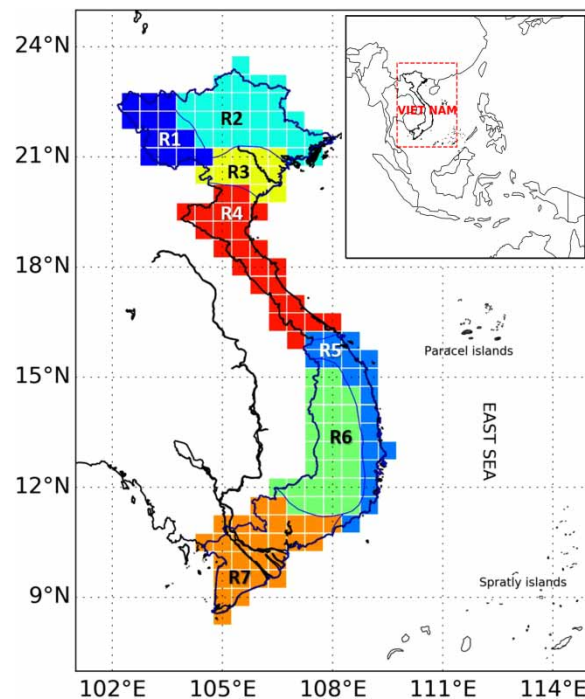 24°N
VIET NAM
R2
R1
21°N
R3
R4
18°N
R5
Paracel islands
15°N
EAST SEA
R6
12°N
Spratly islands
R7
9°N
102°E 105°E 108°E 111°E 114°E